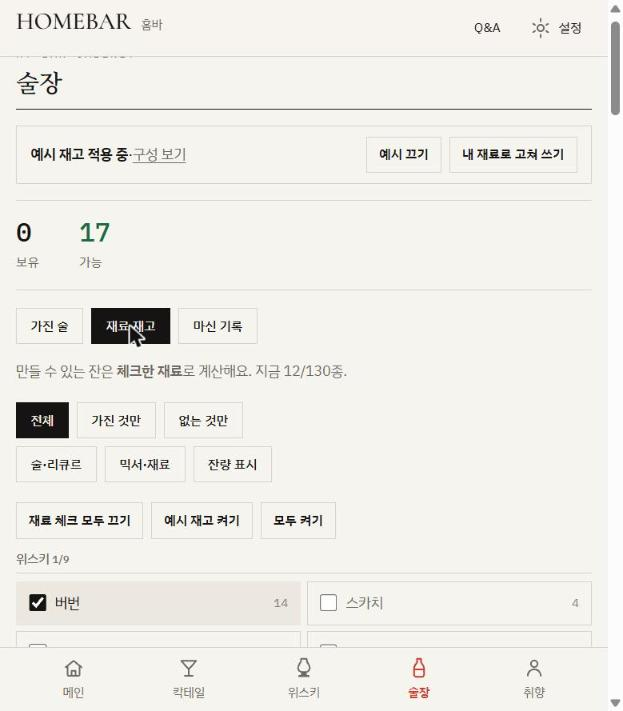 HOMEBAR 홈바
Q&A 설정
술장
예시 재고 적용 중·구성 보기 예시 끄기 내 재료로 고쳐 쓰기
0 17
보유 가능
가진 술 재료 재고 마신 기록
만들 수 있는 잔은 체크한 재료로 계산해요. 지금 12/130종.
전체 가진 것만 없는 것만
술·리큐르 믹서·재료 잔량 표시
재료 체크 모두 끄기 예시 재고 켜기 모두 켜기
위스키 1/9
버번 14 스카치 4
메인 칵테일 위스키 술장 취향